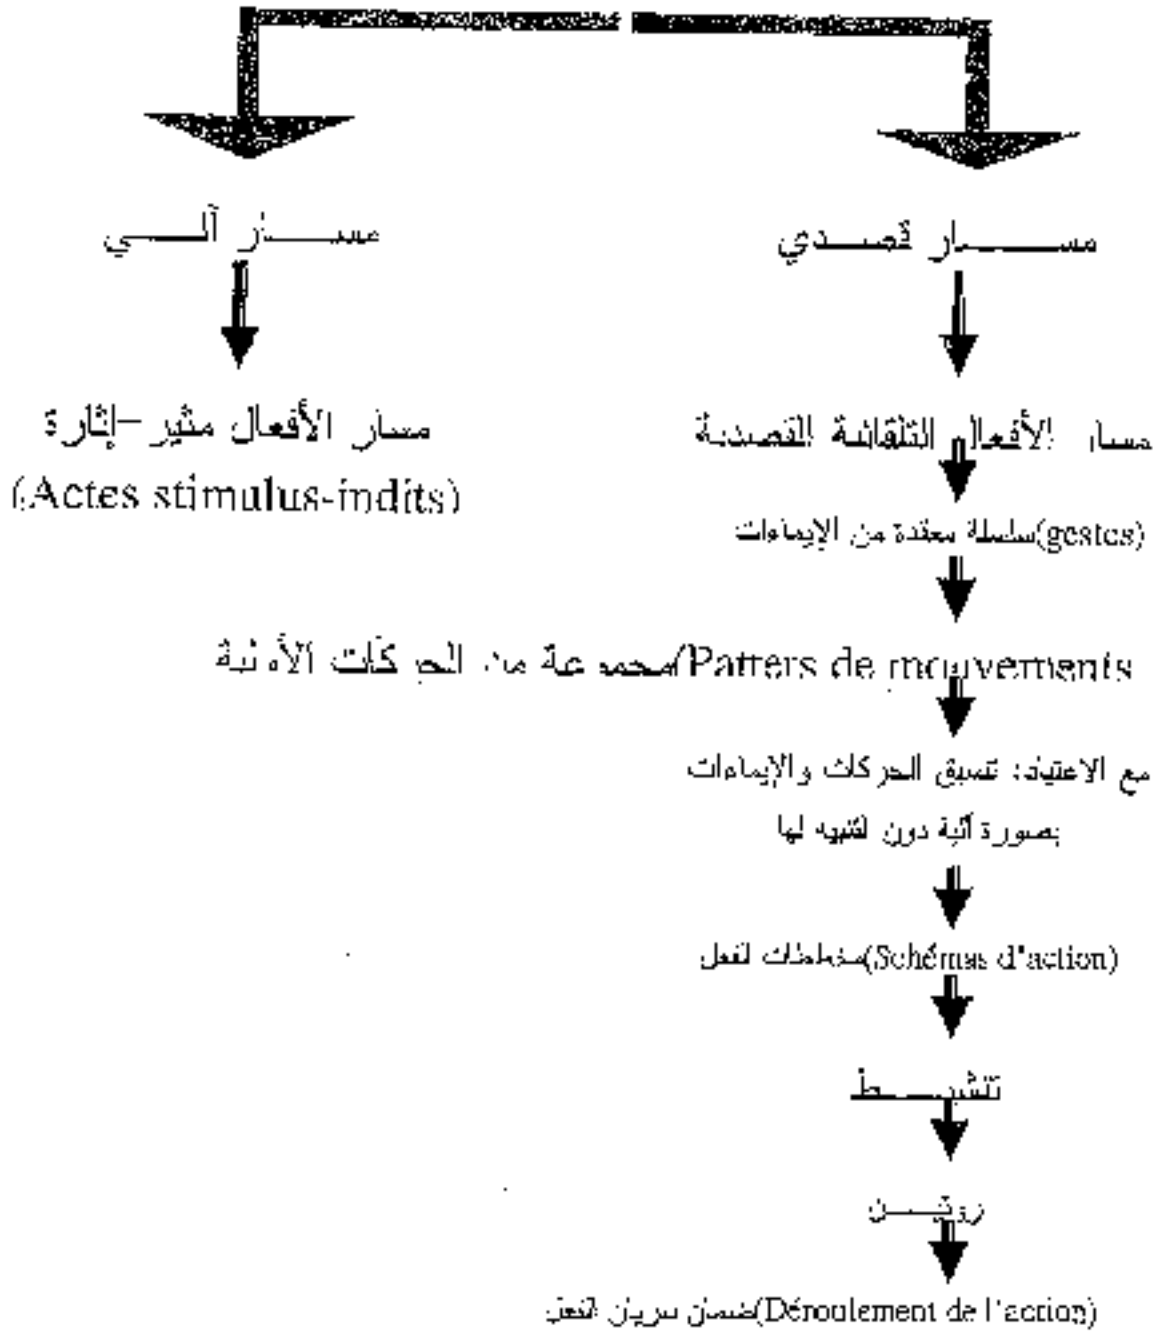 مسار قصدي
مسار آلي
مسار الأفعال التلقائية القصدية
مسار الأفعال مثير-إثارة
(Actes stimulus-indits)
سلسلة معقدة من الإيماءات(gestes)
مجموعة من الحركات الأولية(Patters de mouvements
مع الاعتياد: تنسيق الحركات والإيماءات
بصورة آلية دون التنبه لها
مخططات الفعل(Schémas d'action)
تنشيط
روتين
ضمان سريان الفعل(Déroulement de l'action)